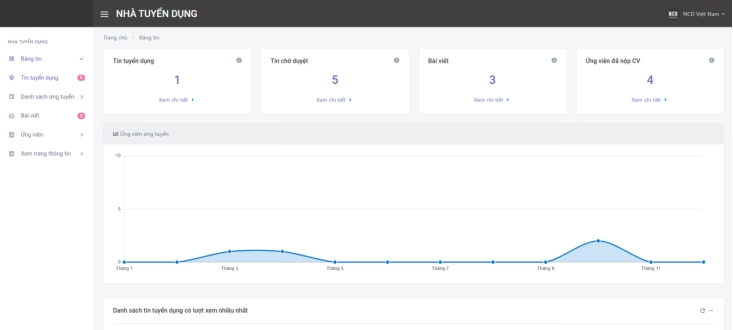 NHÀ TUYỂN DỤNG
NCD Việt Nam
NHÀ TUYỂN DỤNG
Bảng tin
Tin tuyển dụng
Danh sách ứng tuyển
Bài viết
Ứng viên
Xem trang thông tin
Trang chủ
Bảng tin
Tin tuyển dụng
1
Xem chi tiết
Tin chờ duyệt
5
Xem chi tiết
Bài viết
3
Xem chi tiết
Ứng viên đã nộp CV
4
Xem chi tiết
Ứng viên ứng tuyển
10
5
0
Tháng 1 Tháng 3 Tháng 5 Tháng 7 Tháng 9 Tháng 11
Danh sách tin tuyển dụng có lượt xem nhiều nhất